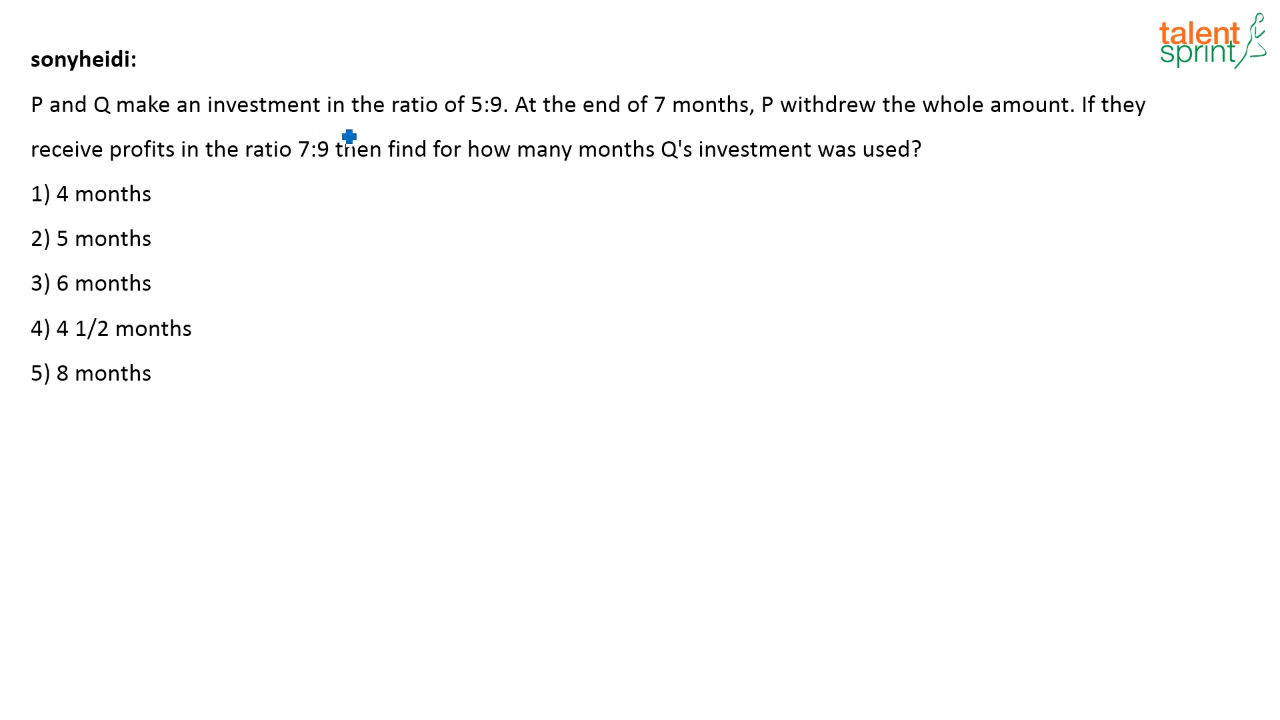 talent
sprint
sonyheidi:
P and Q make an investment in the ratio of 5:9. At the end of 7 months, P withdrew the whole amount. If they
receive profits in the ratio 7:9 then find for how many months Q's investment was used?
1) 4 months
2) 5 months
3) 6 months
4) 4 1/2 months
5) 8 months